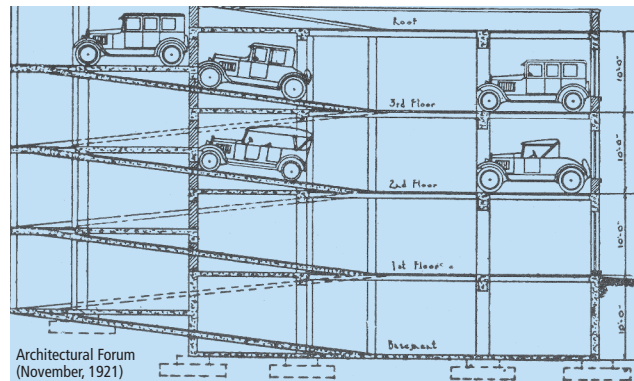 Roof
10'-0"
3rd Floor
10'-0"
2nd Floor
10'-0"
1st Floor
10'-0"
Basement
Architectural Forum
(November, 1921)